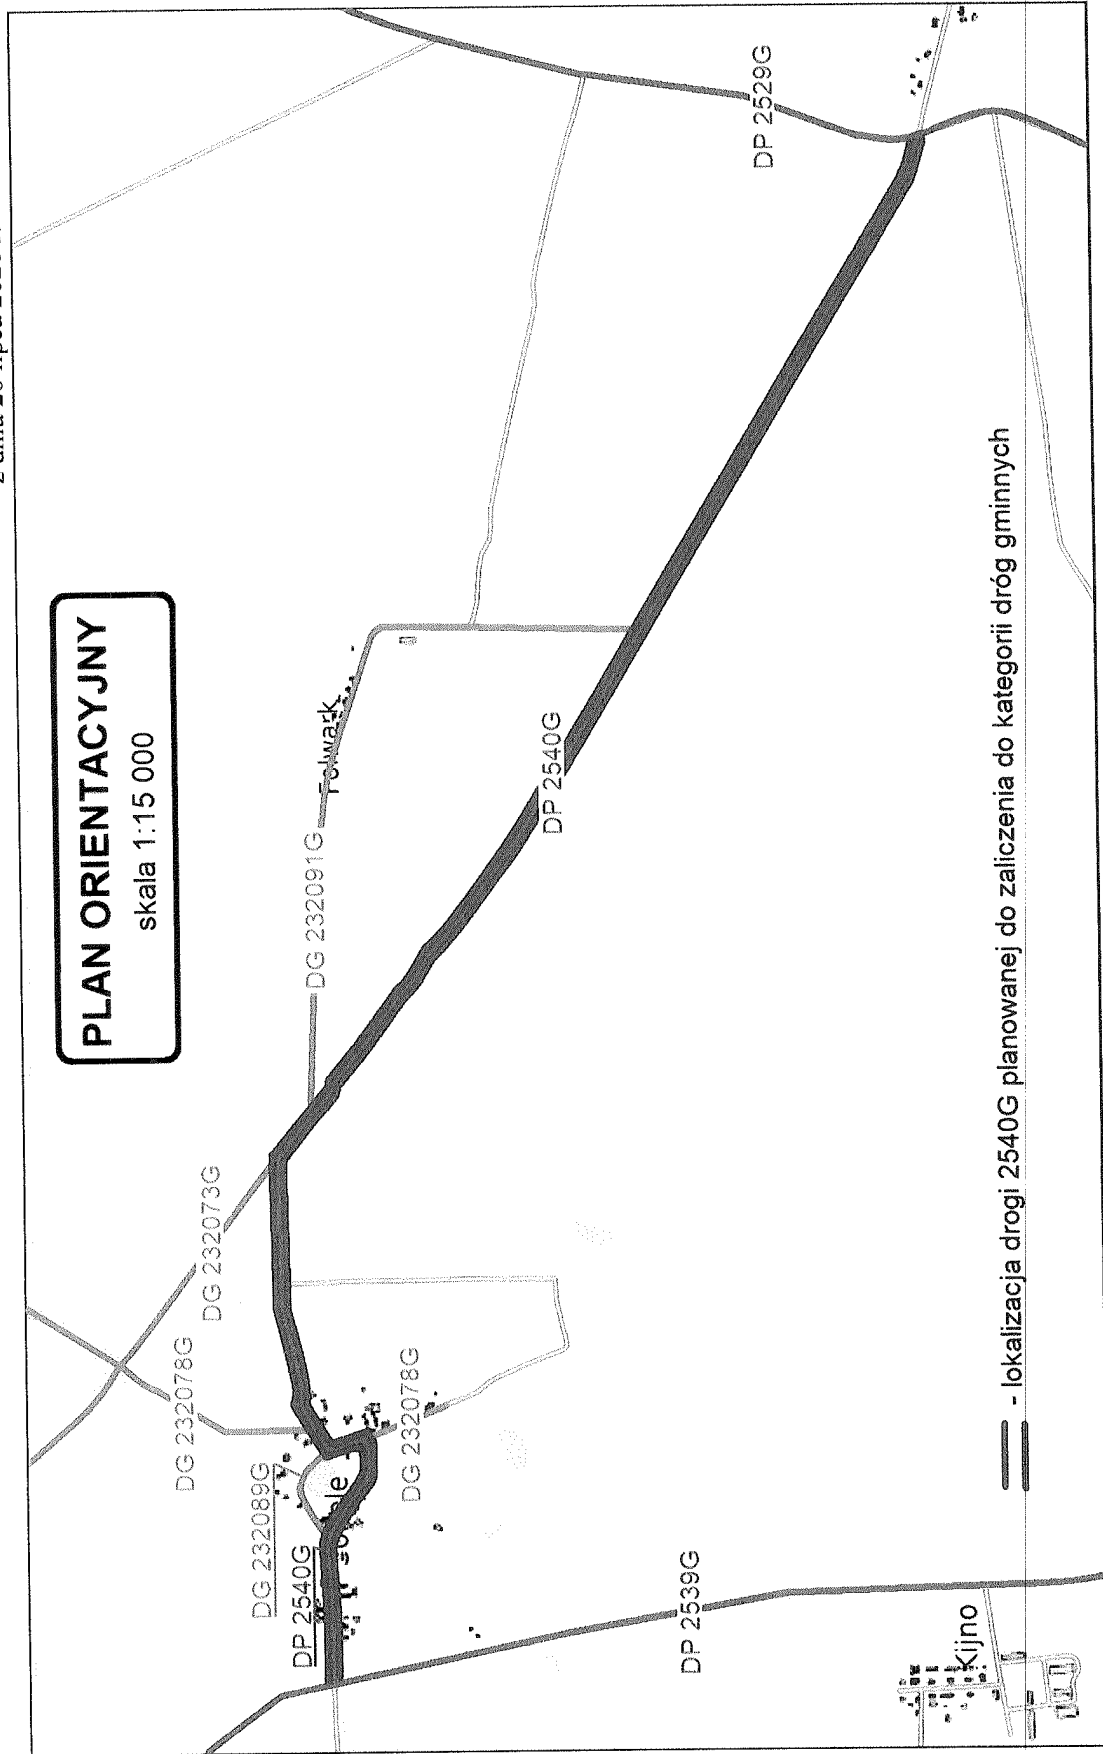 PLAN ORIENTACYJNY
skala 1:15 000
DP 2529G
Folwark
DG 232091G
DP 2540G
DG 232073G
DG 232078G
DG 232078G
DG 232089G
DP 2540G
DP 2539G
Kijno
- lokalizacja drogi 2540G planowanej do zaliczenia do kategorii dróg gminnych